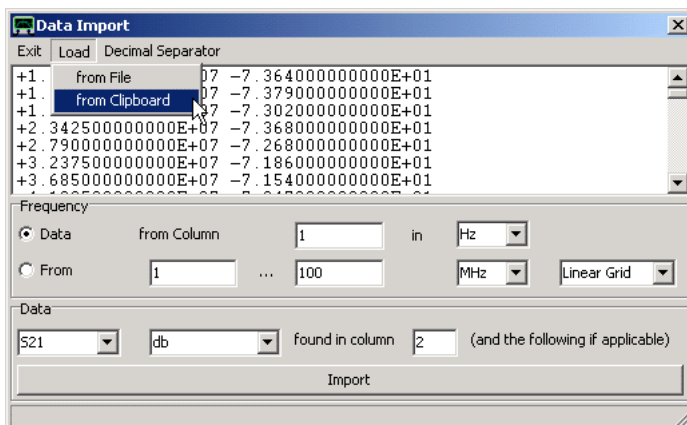 Data Import
Exit Load Decimal Separator
from File
from Clipboard
+1. 07 -7.364000000000E+01
+1. 07 -7.379000000000E+01
+1. 07 -7.302000000000E+01
+2.342500000000E+07 -7.368000000000E+01
+2.790000000000E+07 -7.268000000000E+01
+3.237500000000E+07 -7.186000000000E+01
+3.685000000000E+07 -7.154000000000E+01
Frequency
Data from Column 1 in Hz
From 1 ... 100 MHz Linear Grid
Data
S21 db found in column 2 (and the following if applicable)
Import